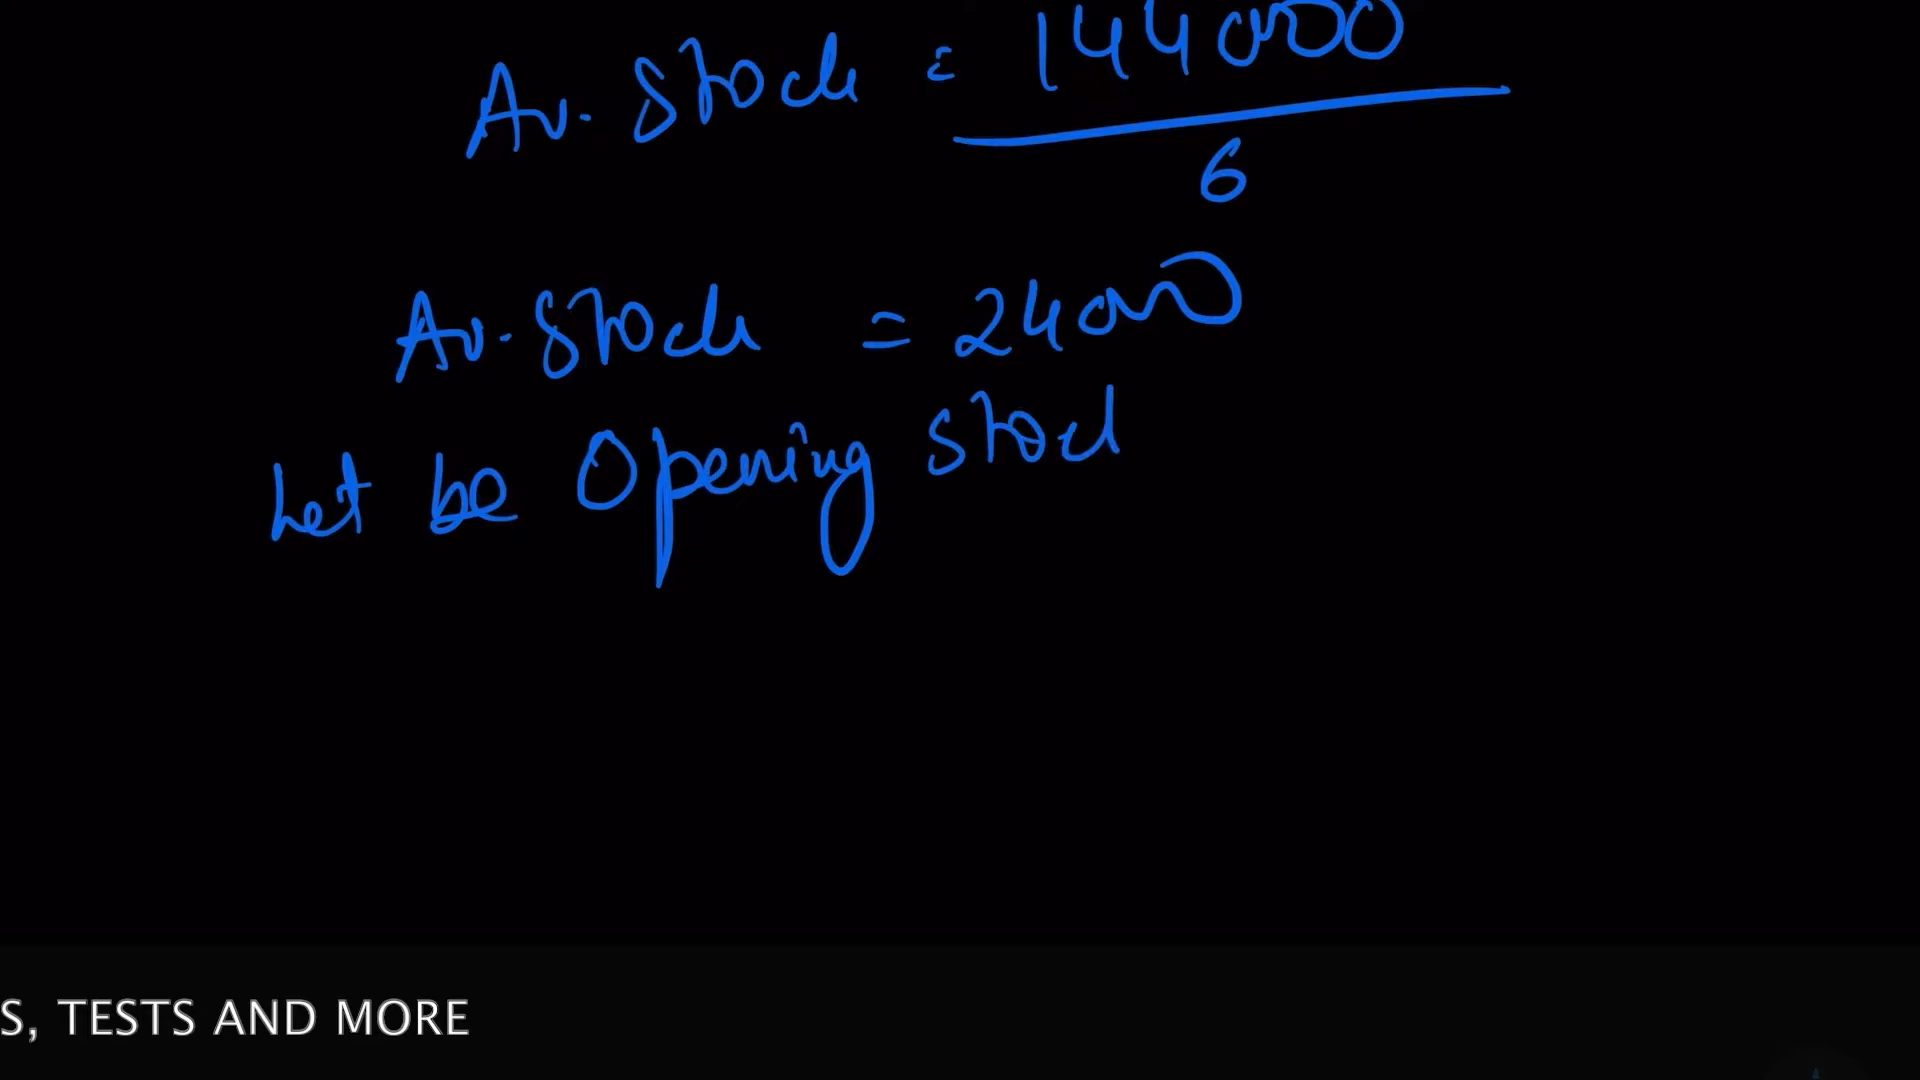 Av. Stock = 144000
6
Av. Stock = 24000
Let be Opening Stock
S, TESTS AND MORE